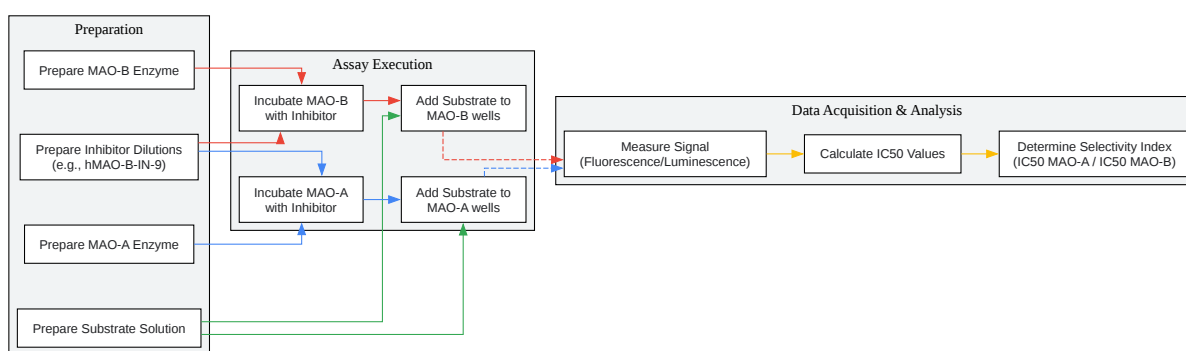 Preparation
Prepare MAO-B Enzyme
Prepare Inhibitor Dilutions
(e.g., hMAO-B-IN-9)
Prepare MAO-A Enzyme
Prepare Substrate Solution
Assay Execution
Incubate MAO-B
with Inhibitor
Add Substrate to
MAO-B wells
Incubate MAO-A
with Inhibitor
Add Substrate to
MAO-A wells
Data Acquisition & Analysis
Measure Signal
(Fluorescence/Luminescence)
Calculate IC50 Values
Determine Selectivity Index
(IC50 MAO-A / IC50 MAO-B)